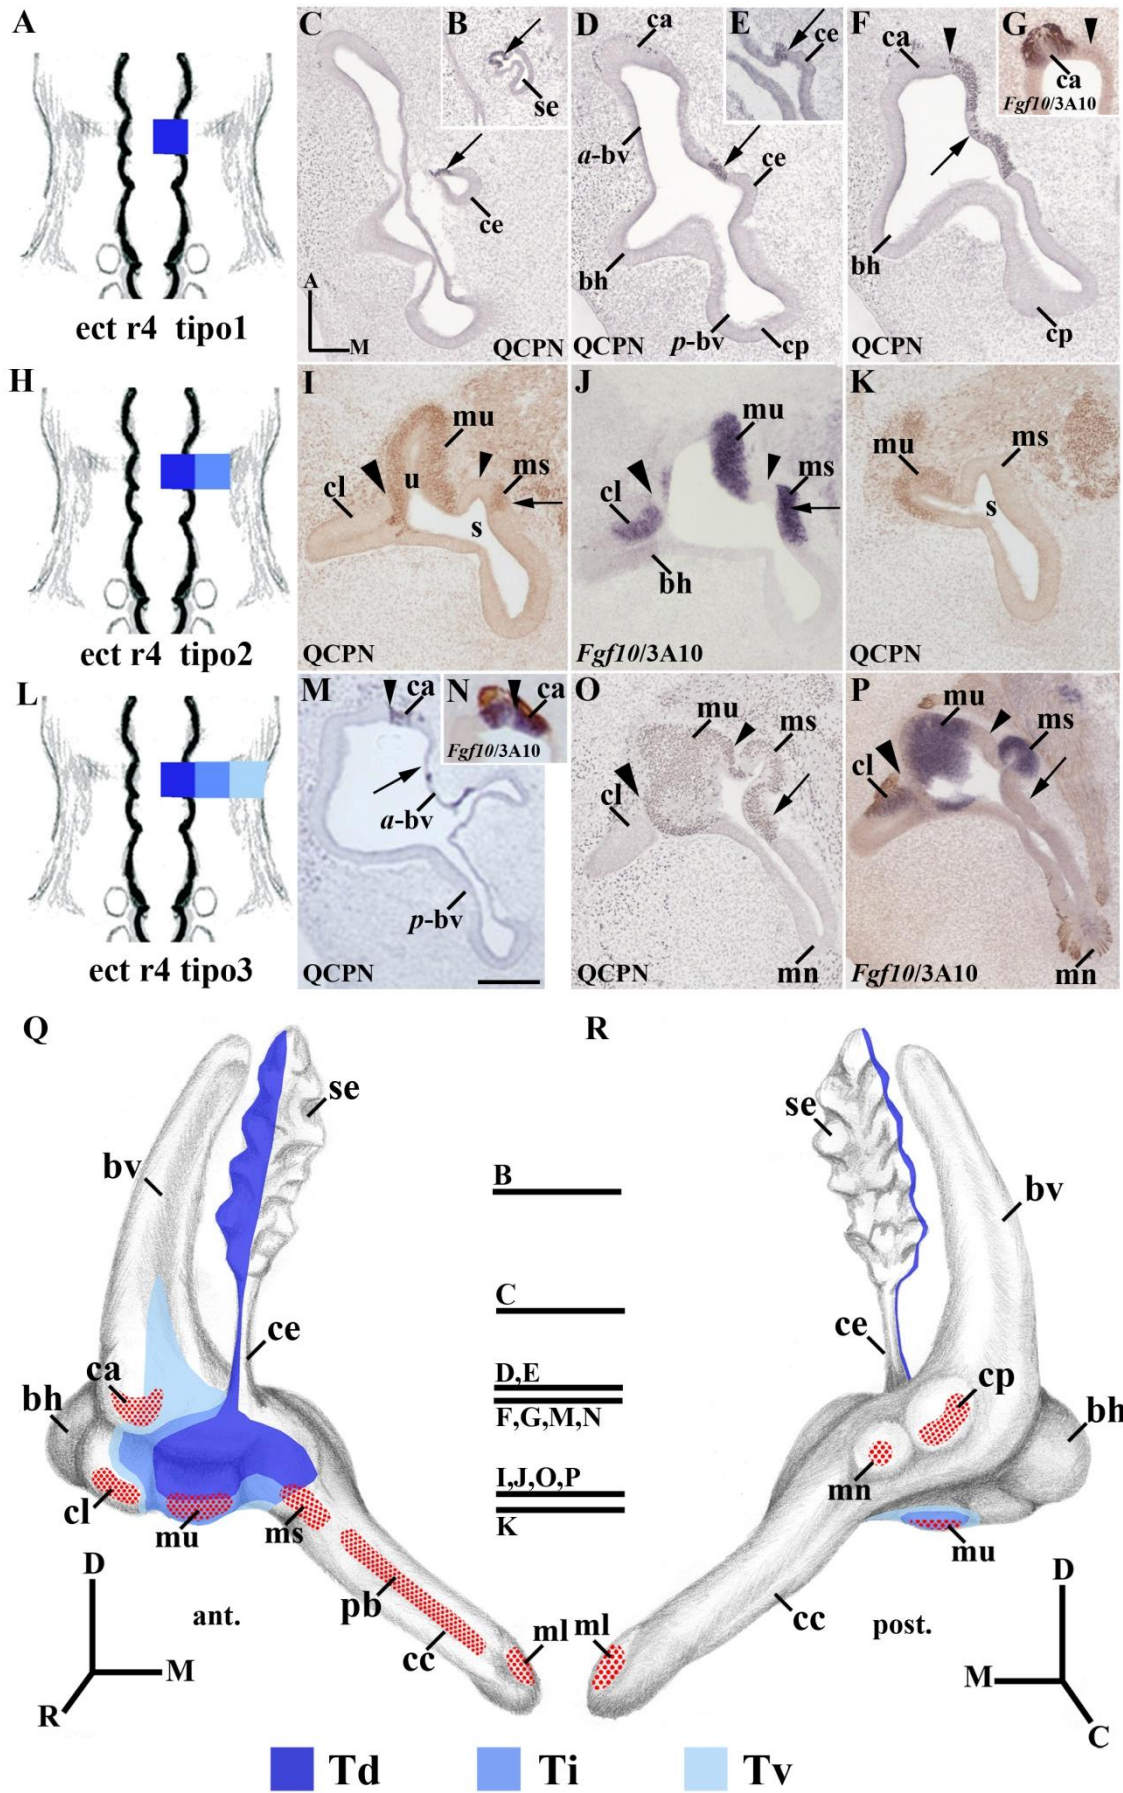 A
ect r4 tipo1
C
B
se
ce
A
M
QCPN
D
ca
E
ce
a-bv
ce
bh
p-bv
cp
QCPN
F
ca
G
ca
Fgf10/3A10
bh
cp
QCPN
H
ect r4 tipo2
I
mu
ms
cl
u
s
QCPN
J
mu
ms
cl
bh
Fgf10/3A10
K
mu
ms
s
QCPN
L
ect r4 tipo3
M
ca
N
ca
Fgf10/3A10
a-bv
p-bv
QCPN
O
mu
ms
cl
mn
QCPN
P
mu
ms
cl
mn
Fgf10/3A10
Q
se
bv
ce
ca
bh
cl
mu
ms
pb
cc
ml
D
M
R
ant.
B
C
D,E
F,G,M,N
I,J,O,P
K
R
se
bv
ce
cp
bh
mn
mu
cc
ml
post.
D
M
C
Td
Ti
Tv